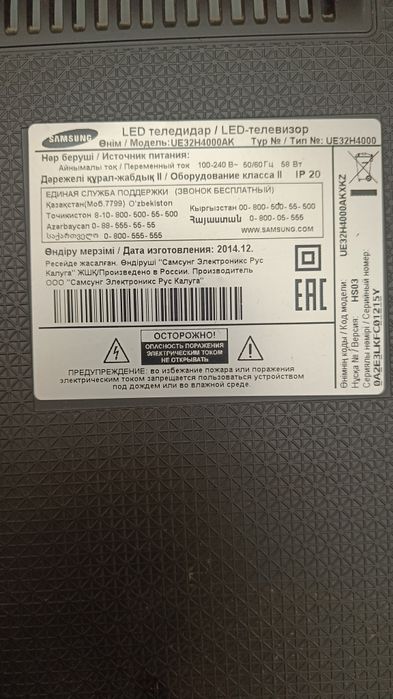 SAMSUNG
LED теледидар / LED-телевизор
Өнім / Модель: UE32H4000AK Түр № / Тип №: UE32H4000
Нәр беруші / Источник питания:
Айнымалы ток / Переменный ток 100-240 В~ 50/60 Гц 58 Вт
Дәрежелі құрал-жабдық II / Оборудование класса II IP 20
ЕДИНАЯ СЛУЖБА ПОДДЕРЖКИ (ЗВОНОК БЕСПЛАТНЫЙ)
Қазақстан(Моб.7799) O'zbekiston
Кыргызстан 00-800-500-55-500
Тоҷикистон 8-10-800-500-55-500
Հայաստան 0-800-05-555
Azərbaycan 0-88-555-55-55
საქართველო 0-800-555-555
WWW.SAMSUNG.COM
Өндіру мерзімі / Дата изготовления: 2014.12.
Ресейде жасалған. Өндіруші "Самсунг Электроникс Рус
Калуга" ЖШҚ/Произведено в России. Производитель
ООО "Самсунг Электроникс Рус Калуга"
EAC
ОСТОРОЖНО!
ОПАСНОСТЬ ПОРАЖЕНИЯ
ЭЛЕКТРИЧЕСКИМ ТОКОМ
НЕ ОТКРЫВАТЬ
ПРЕДУПРЕЖДЕНИЕ: во избежание пожара или поражения
электрическим током запрещается пользоваться устройством
под дождем или во влажной среде.
Өнімнің коды / Код модели:
UE32H4000AKXKZ
Нұсқа № / Версия: HS03
Сериялы нөмірі / Серийный номер:
0A2E3LKFC01215Y